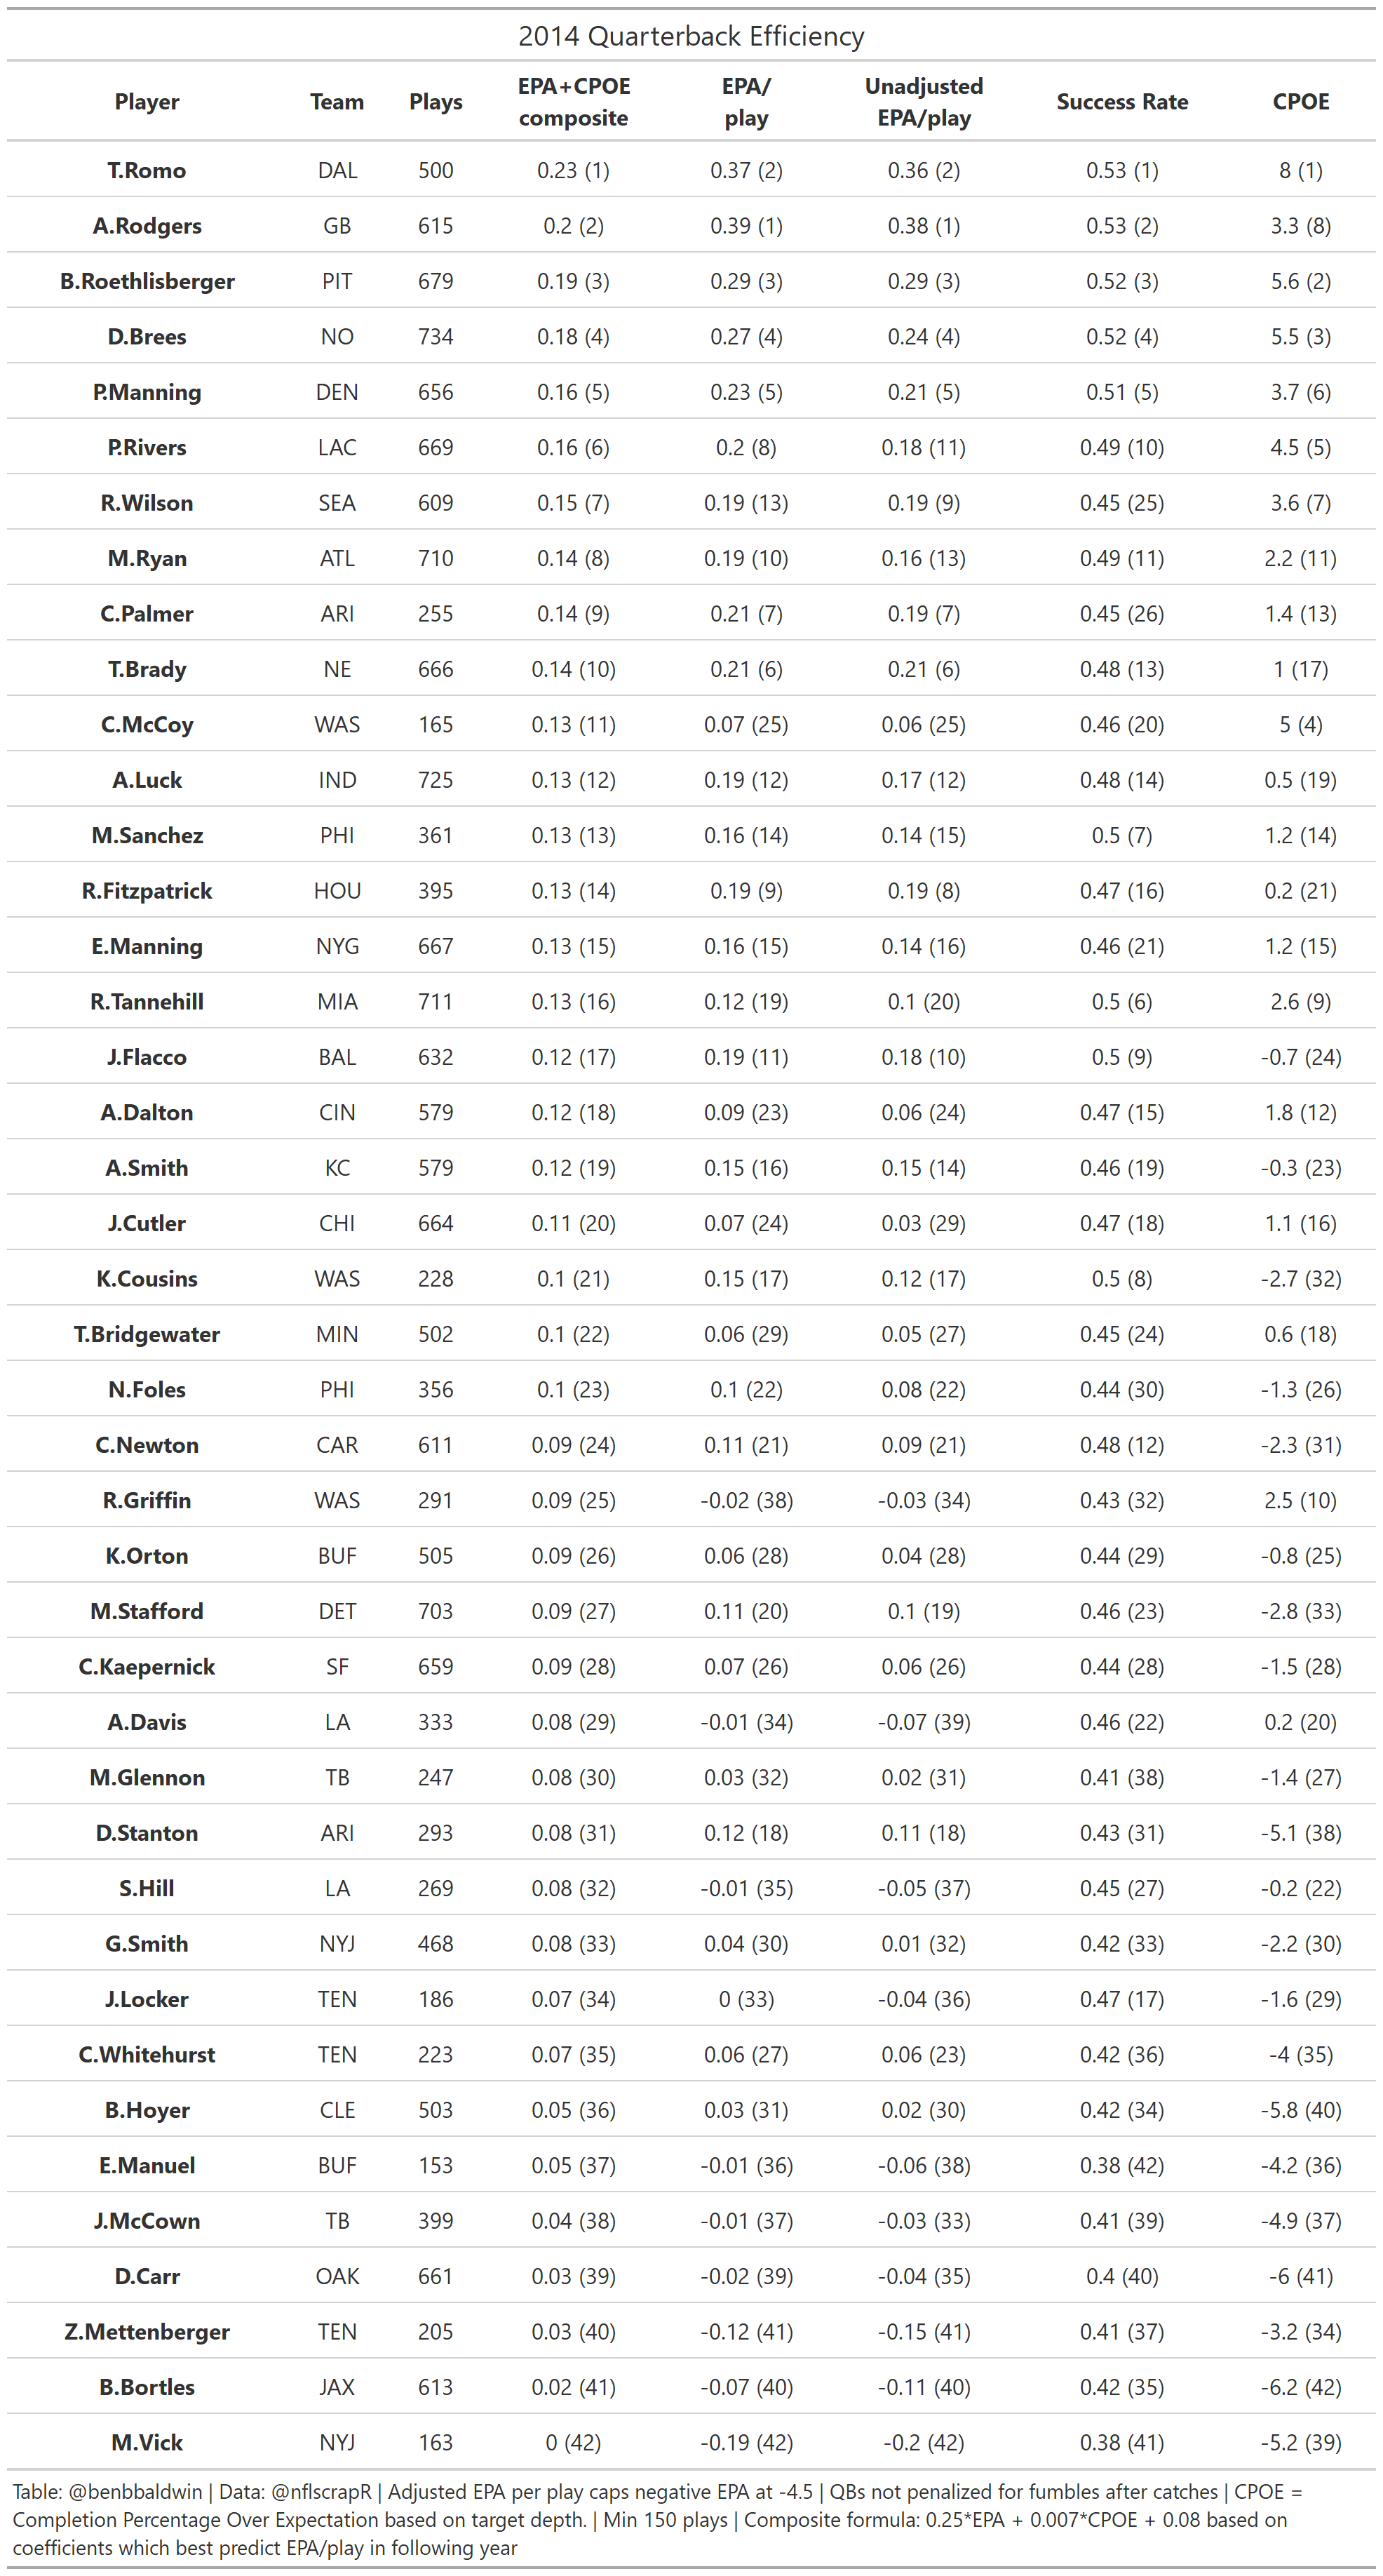 2014 Quarterback Efficiency
Player Team Plays EPA+CPOE composite EPA/ play Unadjusted EPA/play Success Rate CPOE
T.Romo DAL 500 0.23 (1) 0.37 (2) 0.36 (2) 0.53 (1) 8 (1)
A.Rodgers GB 615 0.2 (2) 0.39 (1) 0.38 (1) 0.53 (2) 3.3 (8)
B.Roethlisberger PIT 679 0.19 (3) 0.29 (3) 0.29 (3) 0.52 (3) 5.6 (2)
D.Brees NO 734 0.18 (4) 0.27 (4) 0.24 (4) 0.52 (4) 5.5 (3)
P.Manning DEN 656 0.16 (5) 0.23 (5) 0.21 (5) 0.51 (5) 3.7 (6)
P.Rivers LAC 669 0.16 (6) 0.2 (8) 0.18 (11) 0.49 (10) 4.5 (5)
R.Wilson SEA 609 0.15 (7) 0.19 (13) 0.19 (9) 0.45 (25) 3.6 (7)
M.Ryan ATL 710 0.14 (8) 0.19 (10) 0.16 (13) 0.49 (11) 2.2 (11)
C.Palmer ARI 255 0.14 (9) 0.21 (7) 0.19 (7) 0.45 (26) 1.4 (13)
T.Brady NE 666 0.14 (10) 0.21 (6) 0.21 (6) 0.48 (13) 1 (17)
C.McCoy WAS 165 0.13 (11) 0.07 (25) 0.06 (25) 0.46 (20) 5 (4)
A.Luck IND 725 0.13 (12) 0.19 (12) 0.17 (12) 0.48 (14) 0.5 (19)
M.Sanchez PHI 361 0.13 (13) 0.16 (14) 0.14 (15) 0.5 (7) 1.2 (14)
R.Fitzpatrick HOU 395 0.13 (14) 0.19 (9) 0.19 (8) 0.47 (16) 0.2 (21)
E.Manning NYG 667 0.13 (15) 0.16 (15) 0.14 (16) 0.46 (21) 1.2 (15)
R.Tannehill MIA 711 0.13 (16) 0.12 (19) 0.1 (20) 0.5 (6) 2.6 (9)
J.Flacco BAL 632 0.12 (17) 0.19 (11) 0.18 (10) 0.5 (9) -0.7 (24)
A.Dalton CIN 579 0.12 (18) 0.09 (23) 0.06 (24) 0.47 (15) 1.8 (12)
A.Smith KC 579 0.12 (19) 0.15 (16) 0.15 (14) 0.46 (19) -0.3 (23)
J.Cutler CHI 664 0.11 (20) 0.07 (24) 0.03 (29) 0.47 (18) 1.1 (16)
K.Cousins WAS 228 0.1 (21) 0.15 (17) 0.12 (17) 0.5 (8) -2.7 (32)
T.Bridgewater MIN 502 0.1 (22) 0.06 (29) 0.05 (27) 0.45 (24) 0.6 (18)
N.Foles PHI 356 0.1 (23) 0.1 (22) 0.08 (22) 0.44 (30) -1.3 (26)
C.Newton CAR 611 0.09 (24) 0.11 (21) 0.09 (21) 0.48 (12) -2.3 (31)
R.Griffin WAS 291 0.09 (25) -0.02 (38) -0.03 (34) 0.43 (32) 2.5 (10)
K.Orton BUF 505 0.09 (26) 0.06 (28) 0.04 (28) 0.44 (29) -0.8 (25)
M.Stafford DET 703 0.09 (27) 0.11 (20) 0.1 (19) 0.46 (23) -2.8 (33)
C.Kaepernick SF 659 0.09 (28) 0.07 (26) 0.06 (26) 0.44 (28) -1.5 (28)
A.Davis LA 333 0.08 (29) -0.01 (34) -0.07 (39) 0.46 (22) 0.2 (20)
M.Glennon TB 247 0.08 (30) 0.03 (32) 0.02 (31) 0.41 (38) -1.4 (27)
D.Stanton ARI 293 0.08 (31) 0.12 (18) 0.11 (18) 0.43 (31) -5.1 (38)
S.Hill LA 269 0.08 (32) -0.01 (35) -0.05 (37) 0.45 (27) -0.2 (22)
G.Smith NYJ 468 0.08 (33) 0.04 (30) 0.01 (32) 0.42 (33) -2.2 (30)
J.Locker TEN 186 0.07 (34) 0 (33) -0.04 (36) 0.47 (17) -1.6 (29)
C.Whitehurst TEN 223 0.07 (35) 0.06 (27) 0.06 (23) 0.42 (36) -4 (35)
B.Hoyer CLE 503 0.05 (36) 0.03 (31) 0.02 (30) 0.42 (34) -5.8 (40)
E.Manuel BUF 153 0.05 (37) -0.01 (36) -0.06 (38) 0.38 (42) -4.2 (36)
J.McCown TB 399 0.04 (38) -0.01 (37) -0.03 (33) 0.41 (39) -4.9 (37)
D.Carr OAK 661 0.03 (39) -0.02 (39) -0.04 (35) 0.4 (40) -6 (41)
Z.Mettenberger TEN 205 0.03 (40) -0.12 (41) -0.15 (41) 0.41 (37) -3.2 (34)
B.Bortles JAX 613 0.02 (41) -0.07 (40) -0.11 (40) 0.42 (35) -6.2 (42)
M.Vick NYJ 163 0 (42) -0.19 (42) -0.2 (42) 0.38 (41) -5.2 (39)
Table: @benbbaldwin | Data: @nflscrapR | Adjusted EPA per play caps negative EPA at -4.5 | QBs not penalized for fumbles after catches | CPOE =
Completion Percentage Over Expectation based on target depth. | Min 150 plays | Composite formula: 0.25*EPA + 0.007*CPOE + 0.08 based on
coefficients which best predict EPA/play in following year